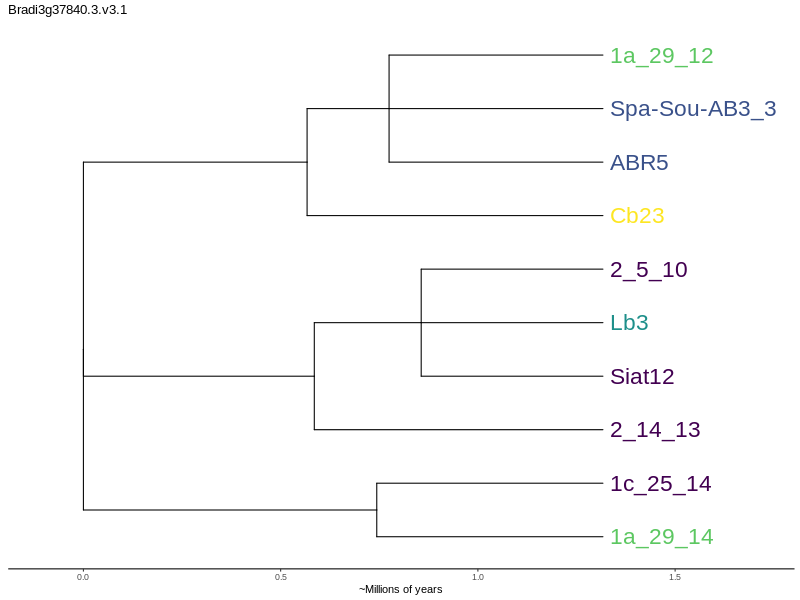 Bradi3g37840.3.v3.1
1a_29_12
Spa-Sou-AB3_3
ABR5
Cb23
2_5_10
Lb3
Siat12
2_14_13
1c_25_14
1a_29_14
0.0 0.5 1.0 1.5
~Millions of years